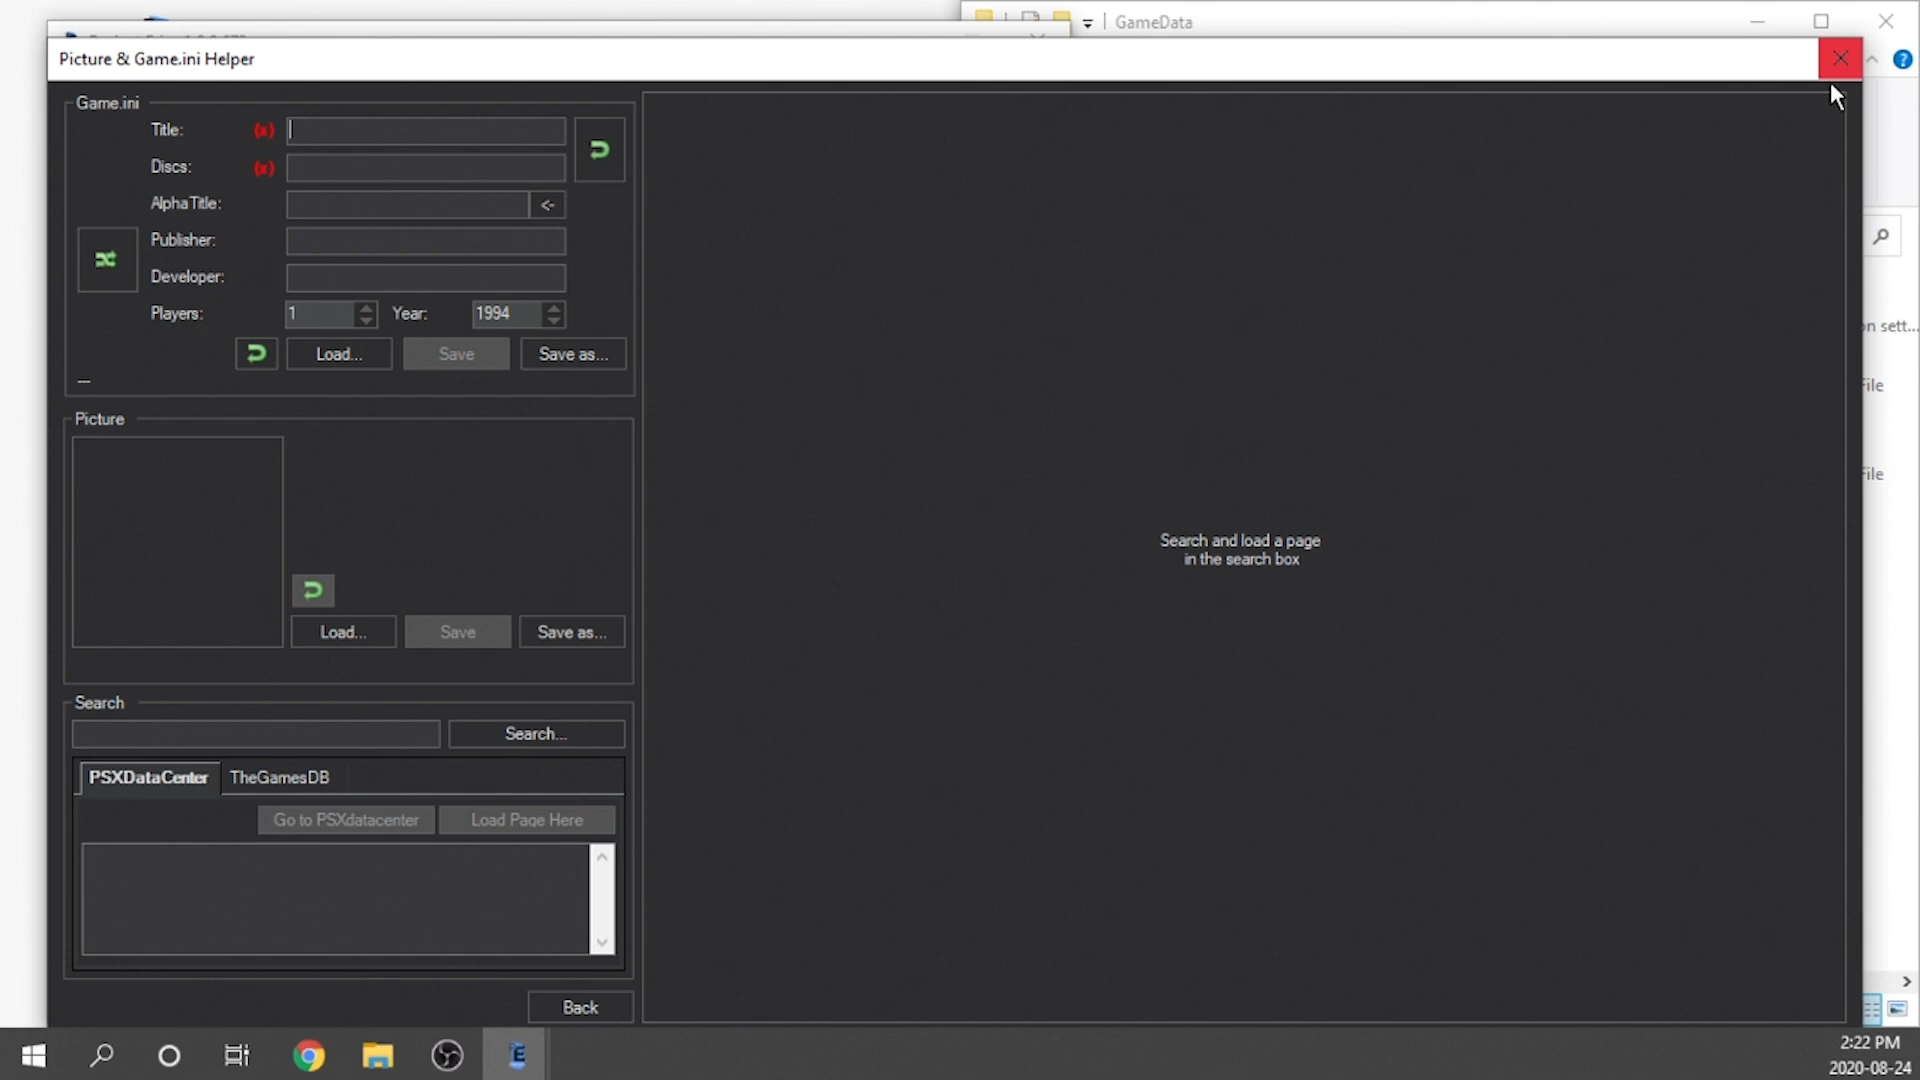 GameData
Picture & Game.ini Helper
Game.ini
Title: (x)
Discs: (x)
AlphaTitle: <-
Publisher:
Developer:
Players: 1 Year: 1994
Load... Save Save as...
---
Picture
Load... Save Save as...
Search
Search...
PSXDataCenter TheGamesDB
Go to PSXdatacenter Load Page Here
Back
Search and load a page
in the search box
on sett...
File
File
2:22 PM
2020-08-24